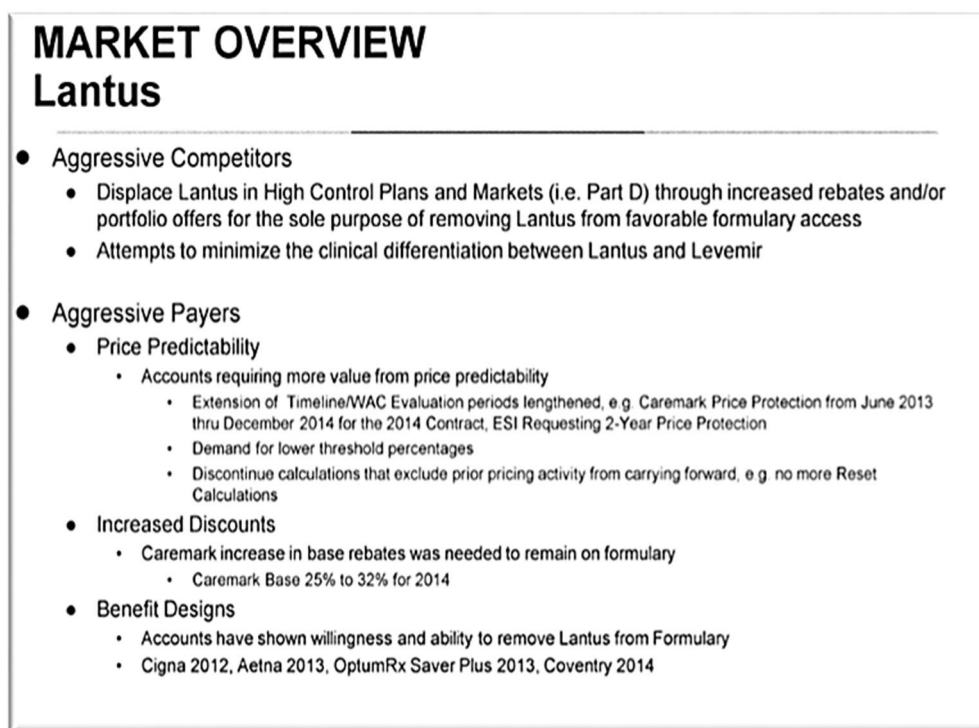 MARKET OVERVIEW
Lantus
● Aggressive Competitors
• Displace Lantus in High Control Plans and Markets (i.e. Part D) through increased rebates and/or
portfolio offers for the sole purpose of removing Lantus from favorable formulary access
• Attempts to minimize the clinical differentiation between Lantus and Levemir
● Aggressive Payers
• Price Predictability
• Accounts requiring more value from price predictability
• Extension of Timeline/WAC Evaluation periods lengthened, e.g. Caremark Price Protection from June 2013
thru December 2014 for the 2014 Contract, ESI Requesting 2-Year Price Protection
• Demand for lower threshold percentages
• Discontinue calculations that exclude prior pricing activity from carrying forward, e.g. no more Reset
Calculations
• Increased Discounts
• Caremark increase in base rebates was needed to remain on formulary
• Caremark Base 25% to 32% for 2014
• Benefit Designs
• Accounts have shown willingness and ability to remove Lantus from Formulary
• Cigna 2012, Aetna 2013, OptumRx Saver Plus 2013, Coventry 2014